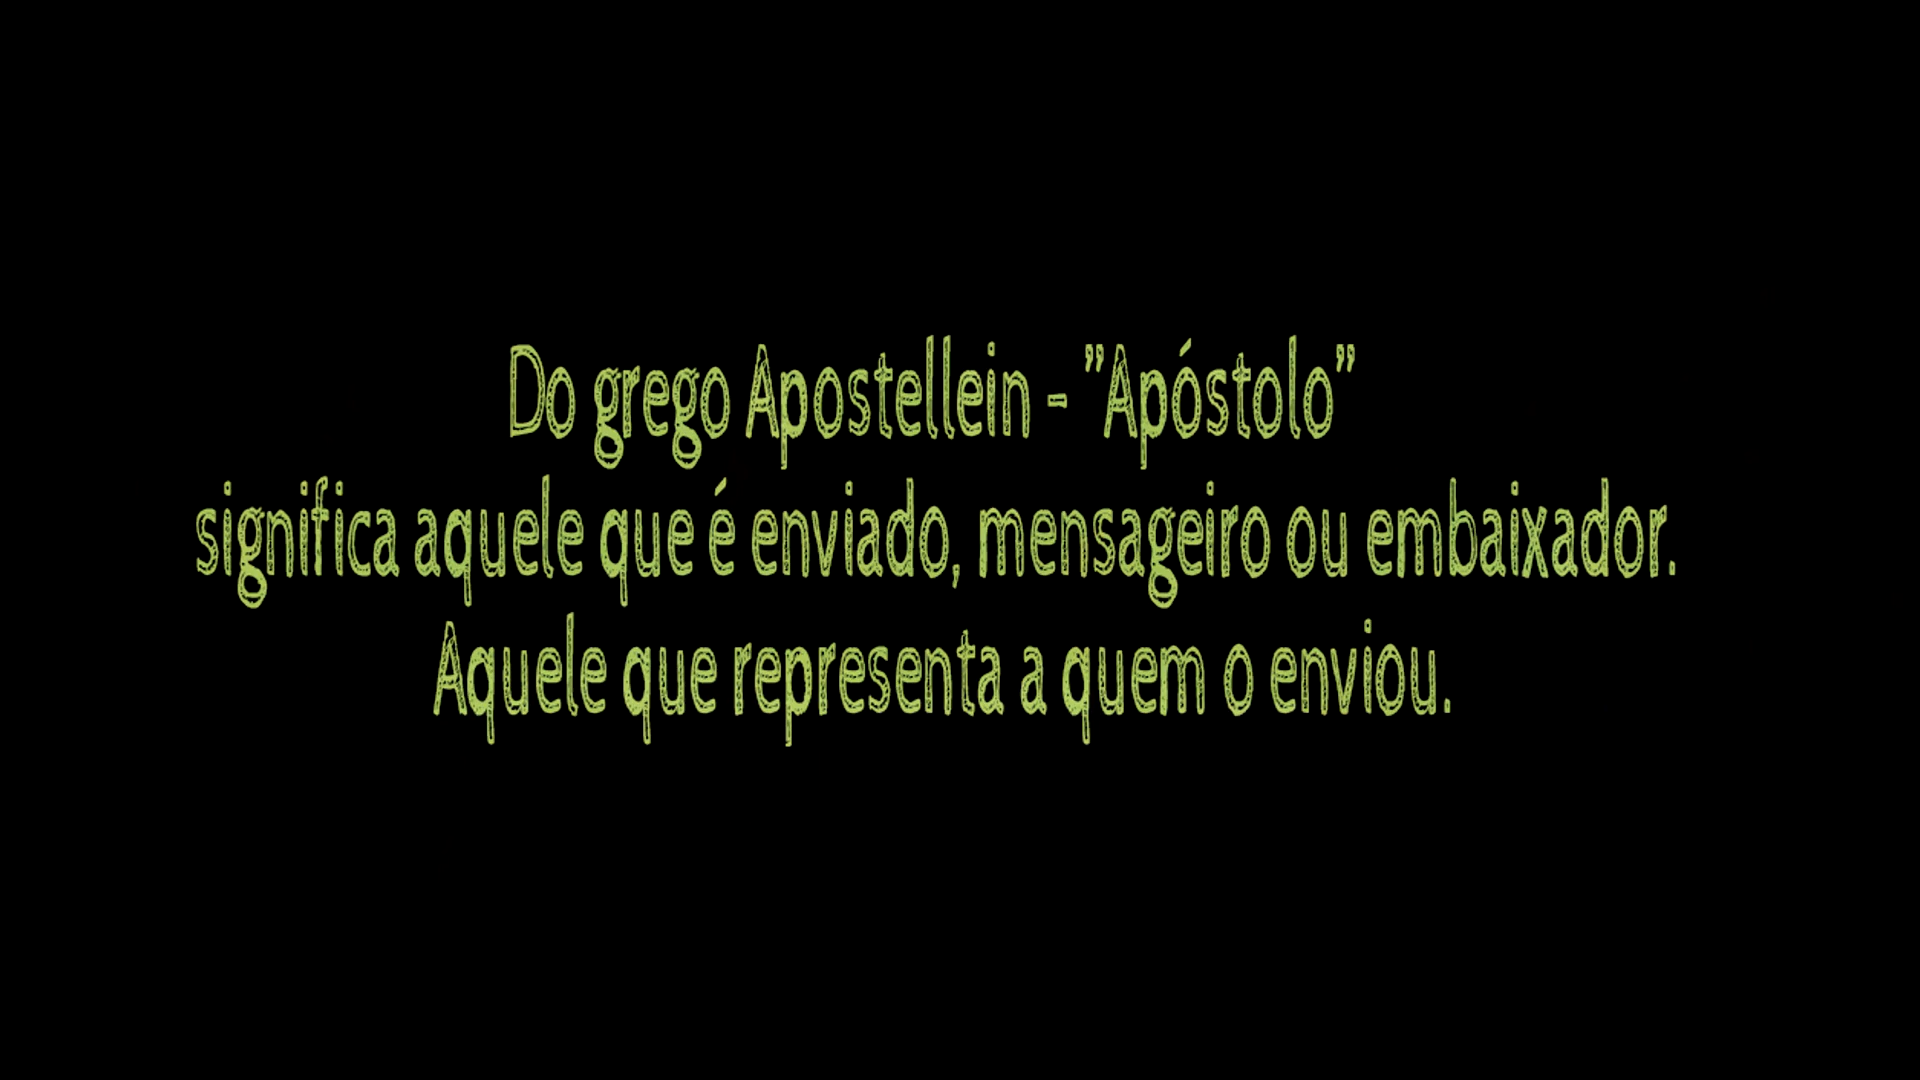 Do grego Apostellein - "Apóstolo"
significa aquele que é enviado, mensageiro ou embaixador.
Aquele que representa a quem o enviou.